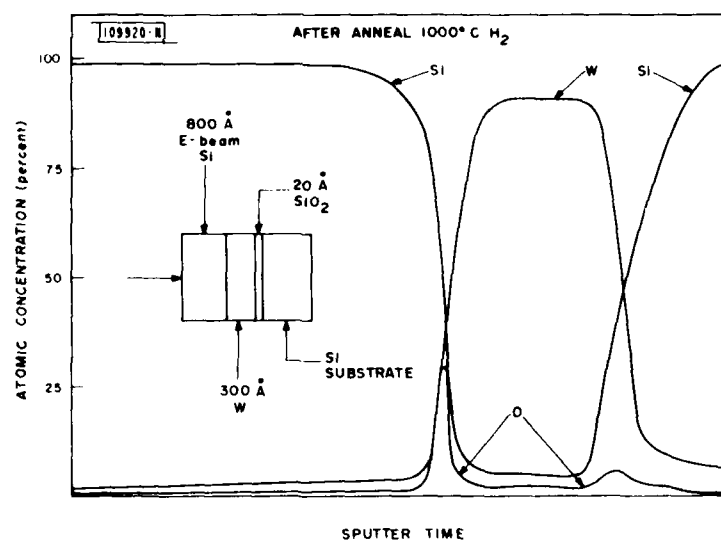 109920-N
AFTER ANNEAL 1000°C H₂
100
75
50
25
ATOMIC CONCENTRATION (percent)
Si
W
Si
800 Å
E-beam
Si
20 Å
SiO₂
300 Å
W
Si
SUBSTRATE
O
SPUTTER TIME